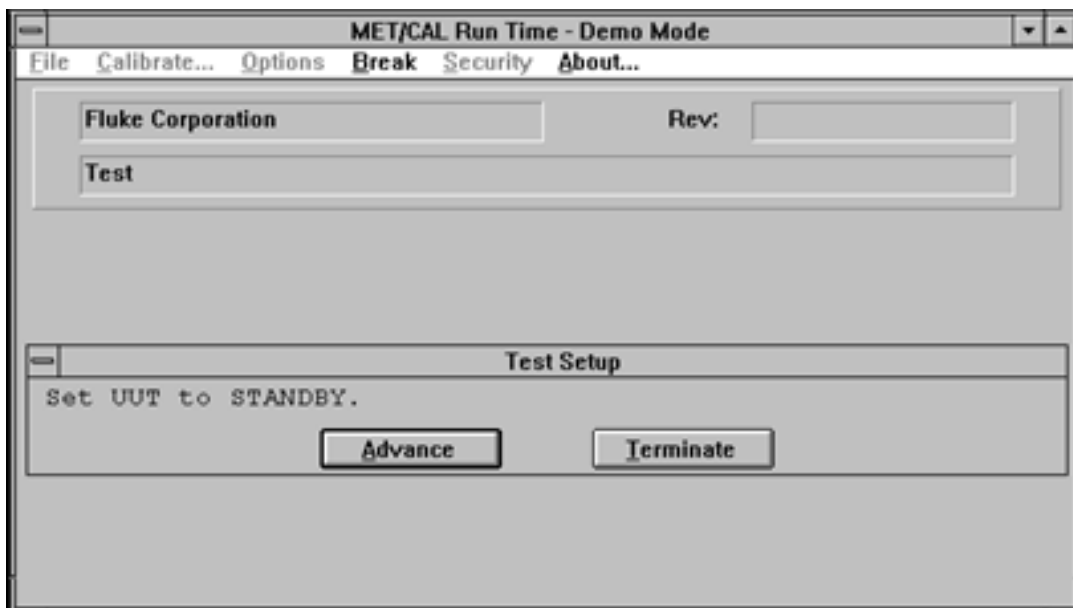 MET/CAL Run Time - Demo Mode
File Calibrate... Options Break Security About...
Fluke Corporation Rev:
Test
Test Setup
Set UUT to STANDBY.
Advance Terminate